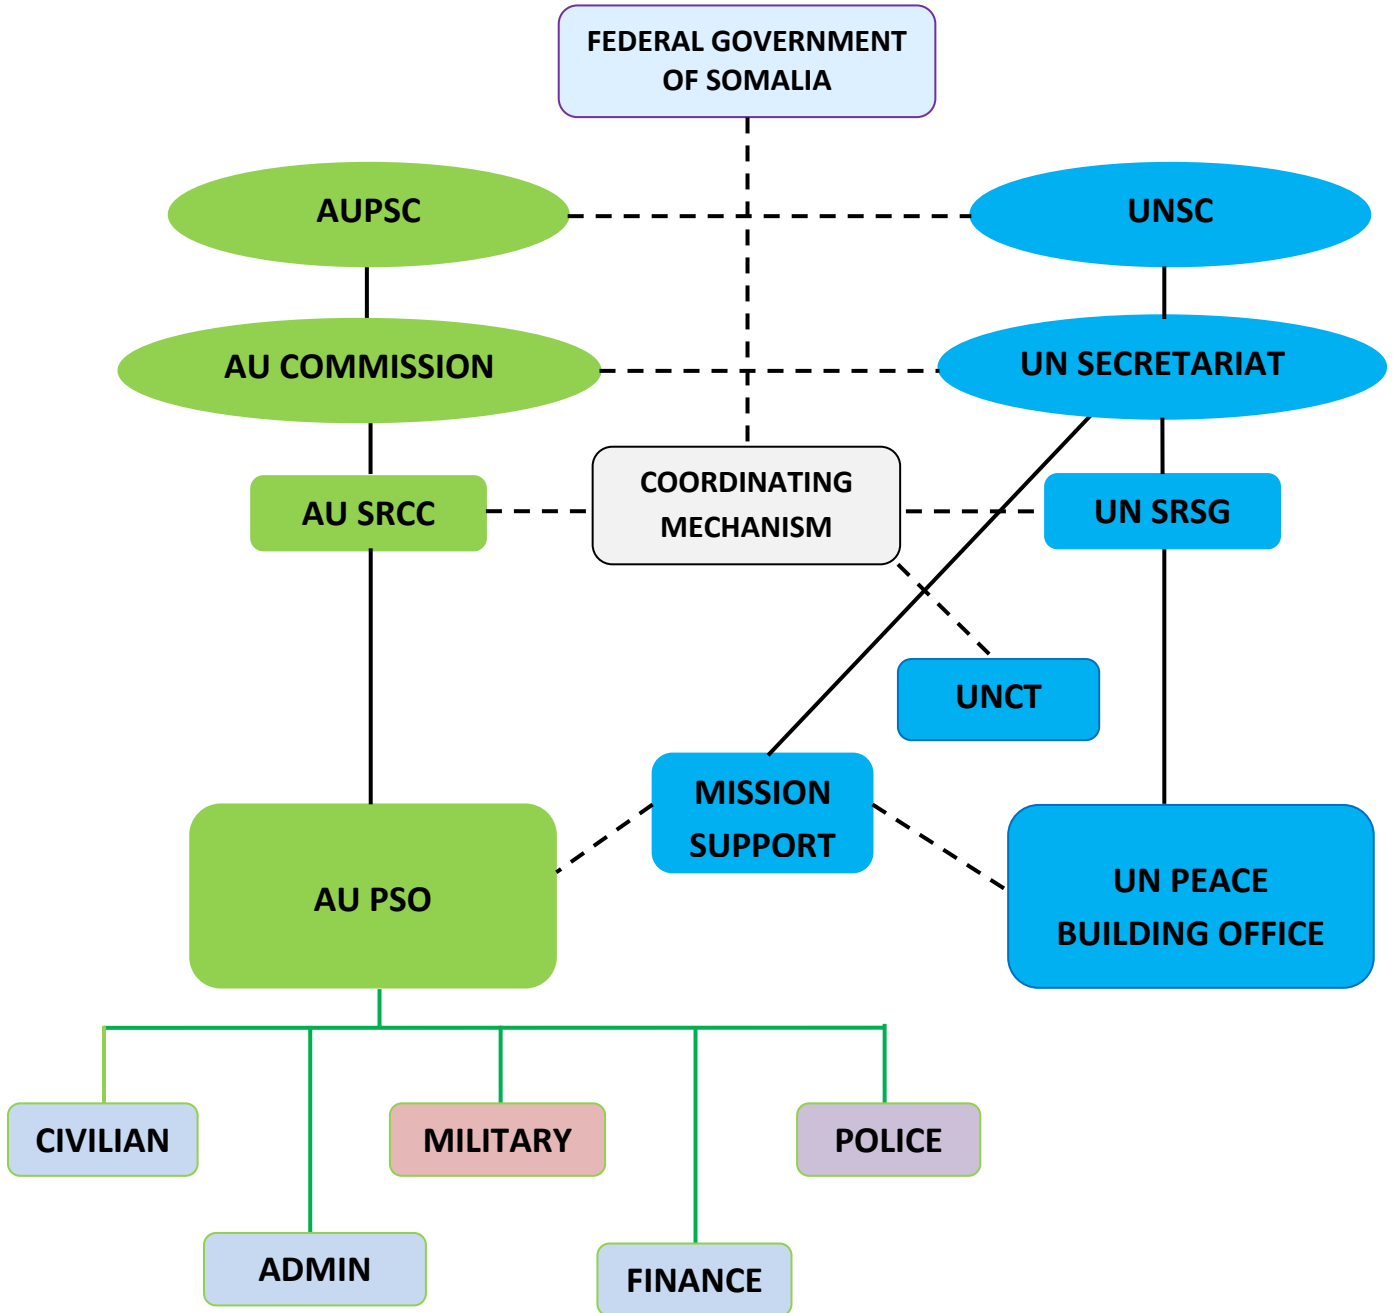 FEDERAL GOVERNMENT
OF SOMALIA
AUPSC
UNSC
AU COMMISSION
UN SECRETARIAT
AU SRCC
COORDINATING
MECHANISM
UN SRSG
UNCT
MISSION
SUPPORT
AU PSO
UN PEACE
BUILDING OFFICE
CIVILIAN
MILITARY
POLICE
ADMIN
FINANCE